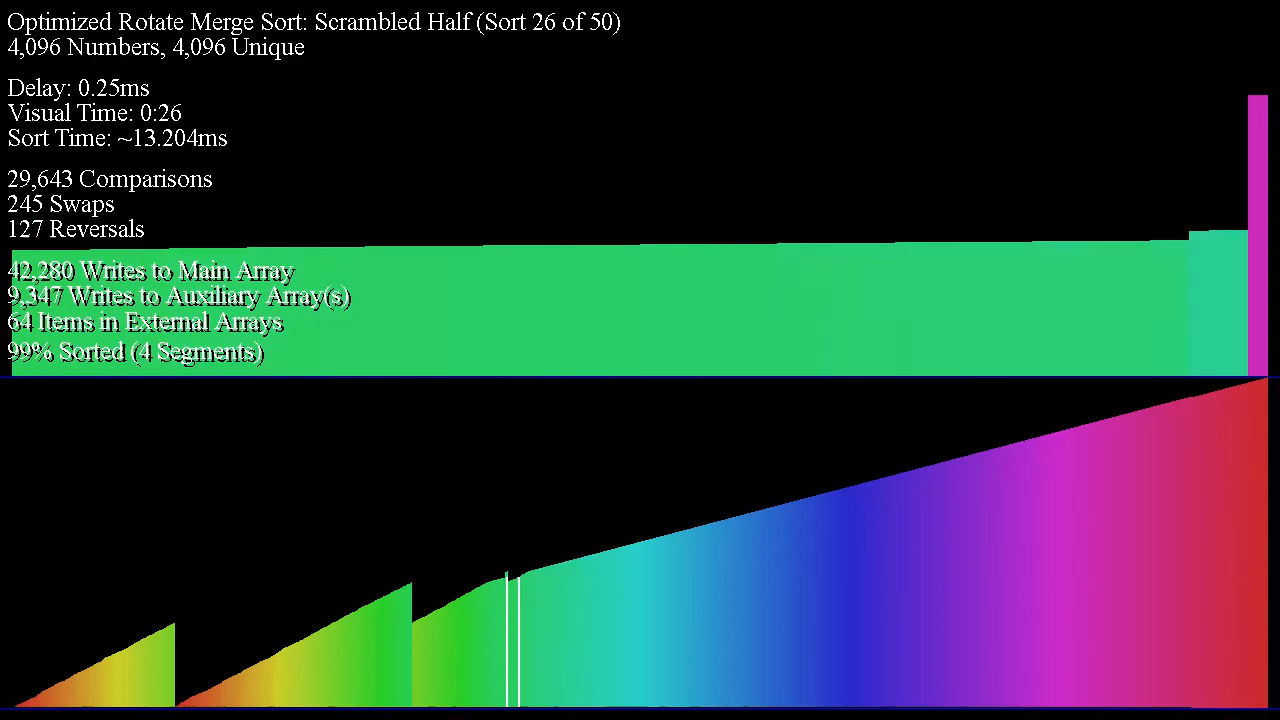 Optimized Rotate Merge Sort: Scrambled Half (Sort 26 of 50)
4,096 Numbers, 4,096 Unique
Delay: 0.25ms
Visual Time: 0:26
Sort Time: ~13.204ms
29,643 Comparisons
245 Swaps
127 Reversals
42,280 Writes to Main Array
9,347 Writes to Auxiliary Array(s)
64 Items in External Arrays
99% Sorted (4 Segments)